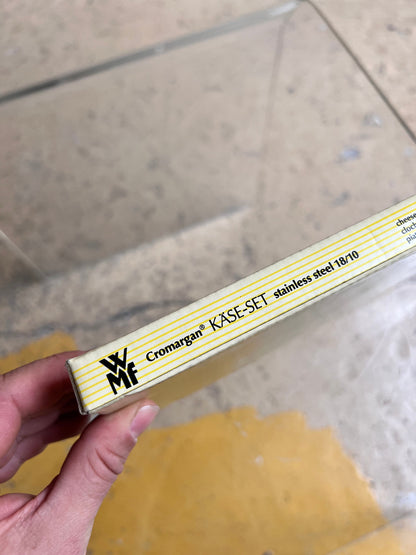 WMF
Cromargan® KÄSE-SET stainless steel 18/10
cheese